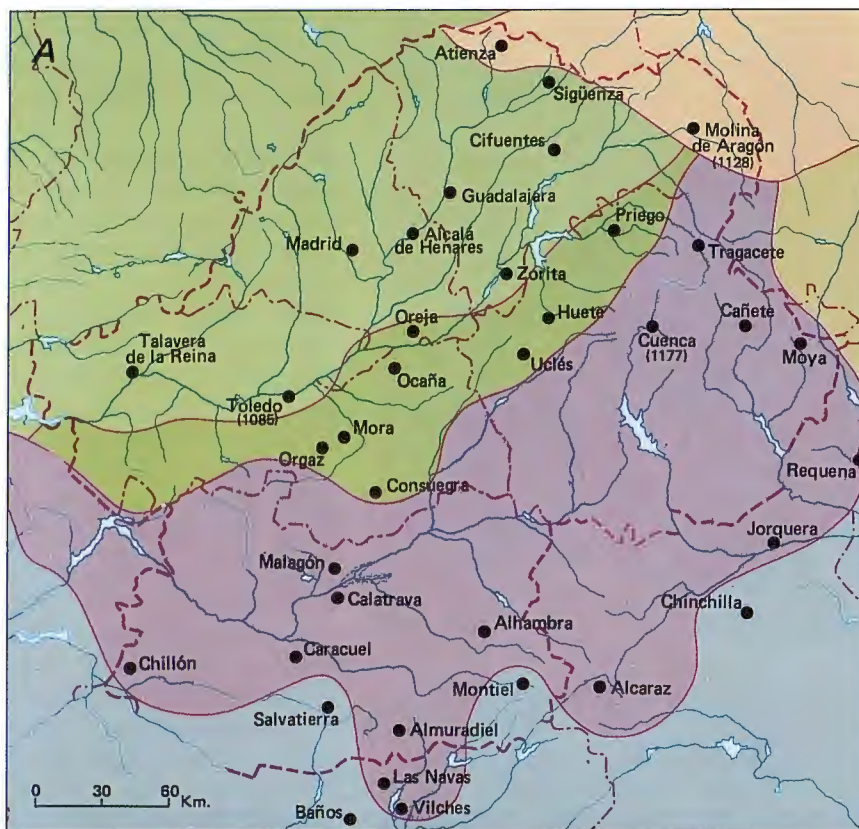 A
Atienza
Sigüenza
Cifuentes
Molina
de Aragón
(1128)
Guadalajara
Priego
Alcalá
de Henares
Madrid
Tragacete
Zorita
Oreja
Huete
Cuenca
(1177)
Cañete
Talavera
de la Reina
Moya
Uclés
Ocaña
Toledo
(1085)
Mora
Orgaz
Requena
Consuegra
Jorquera
Malagón
Calatrava
Chinchilla
Alhambra
Caracuel
Chillón
Montiel
Alcaraz
Salvatierra
Almuradiel
Las Navas
0 60
Km.
Vilches
Baños